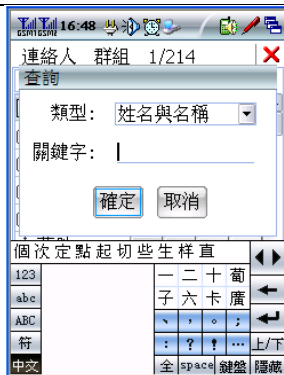 GSM1 GSM2 16:48
連絡人 群組 1/214
查詢
類型: 姓名與名稱
關鍵字:
確定 取消
個次定點起切些生样直
123 一 二 十 葡
abc 子 六 卡 廣
ABC 、 , 。 ;
符 : ? ! … 上/下
中文 全 space 鍵盤 隱藏